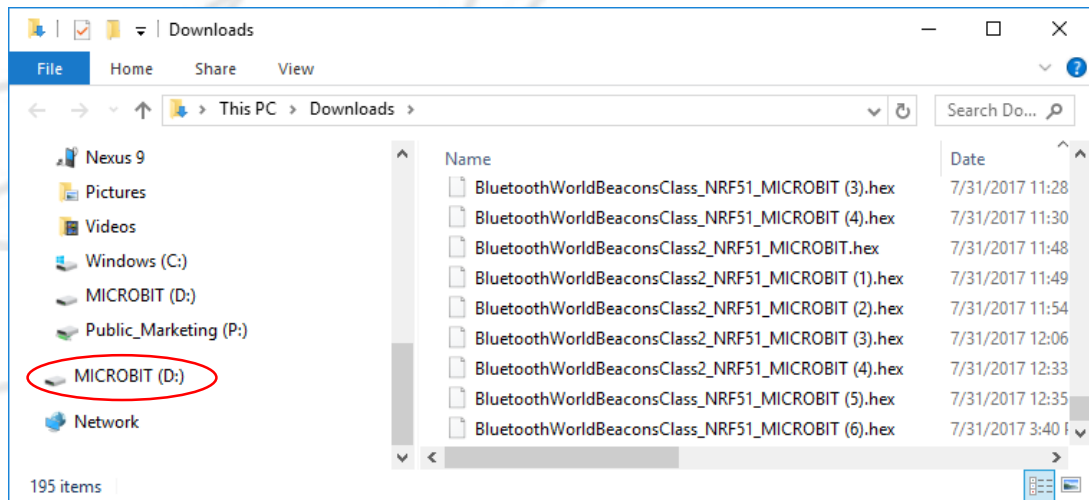 Downloads
File Home Share View
This PC > Downloads >
Search Do...
Nexus 9
Pictures
Videos
Windows (C:)
MICROBIT (D:)
Public_Marketing (P:)
MICROBIT (D:)
Network
Name Date
BluetoothWorldBeaconsClass_NRF51_MICROBIT (3).hex 7/31/2017 11:28
BluetoothWorldBeaconsClass_NRF51_MICROBIT (4).hex 7/31/2017 11:30
BluetoothWorldBeaconsClass2_NRF51_MICROBIT.hex 7/31/2017 11:48
BluetoothWorldBeaconsClass2_NRF51_MICROBIT (1).hex 7/31/2017 11:49
BluetoothWorldBeaconsClass2_NRF51_MICROBIT (2).hex 7/31/2017 11:54
BluetoothWorldBeaconsClass2_NRF51_MICROBIT (3).hex 7/31/2017 12:06
BluetoothWorldBeaconsClass2_NRF51_MICROBIT (4).hex 7/31/2017 12:33
BluetoothWorldBeaconsClass_NRF51_MICROBIT (5).hex 7/31/2017 12:35
BluetoothWorldBeaconsClass_NRF51_MICROBIT (6).hex 7/31/2017 3:40
195 items